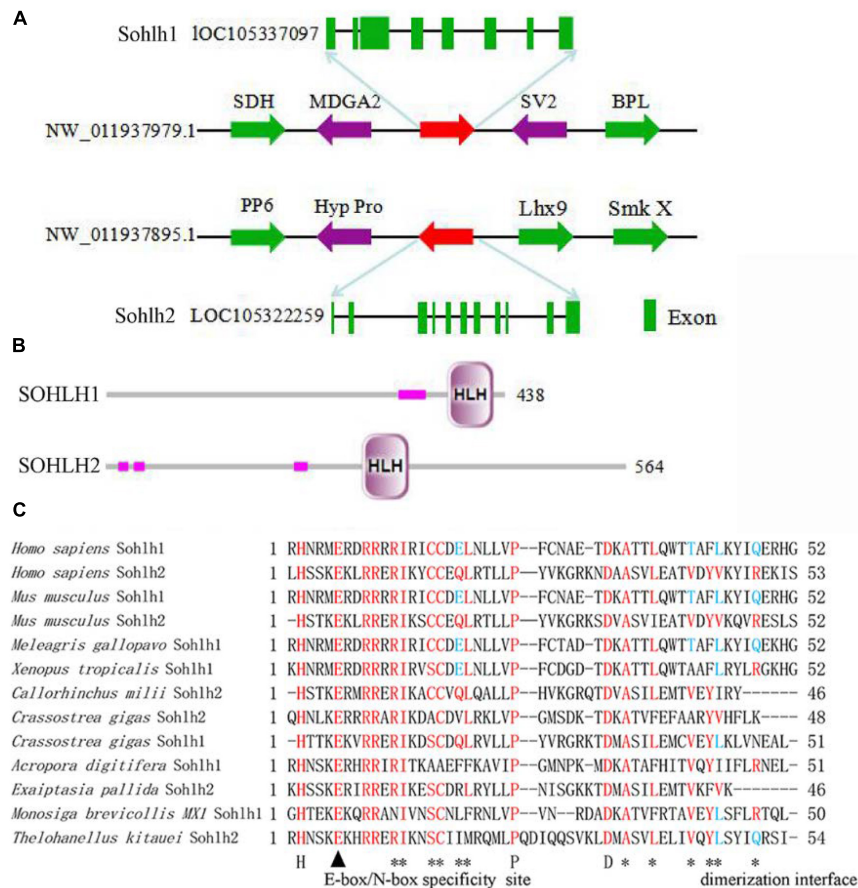 A
Sohlh1 lOC105337097
SDH MDGA2 SV2 BPL
NW_011937979.1
PP6 Hyp Pro Lhx9 Smk X
NW_011937895.1
Sohlh2 LOC105322259 Exon
B
SOHLH1 HLH 438
SOHLH2 HLH 564
C
Homo sapiens Sohlh1 1 RHNRMERDRRRRIRICCDELNLLVP--FCNAE-TDKATTLQWTTAFLKYIQERHG 52
Homo sapiens Sohlh2 1 LHSSKEKLRRERIKYCCEQLRTLLP--YVKGRKNDAASVLEATVDYVKYIREKIS 53
Mus musculus Sohlh1 1 KHNRMERDRRRRIRICCDELNLLVP--FCNAE-TDKATTLQWTTAFLKYIQERHG 52
Mus musculus Sohlh2 1 -HSTKEKLRRERIKSCCEQLRTLLP--YVKGRKSDVASVIEATVDYVKQVRESLS 52
Meleagris gallopavo Sohlh1 1 KHNRMERDRRRRIRICCDELNLLVP--FCTAD-TDKATTLQWTTAFLKYIQEKHG 52
Xenopus tropicalis Sohlh1 1 KHNRMERDRRRRIRVSCDELNLLVP--FCDGD-TDKATTLQWTAAFLRYLRGKHG 52
Callorhinchus milii Sohlh2 1 -HSTKERMRRERIKACCVQLQALLP--HVKGRQTDVASILEMTVEYIRY------ 46
Crassostrea gigas Sohlh2 1 QHNLKERRRARIKDACDVLRKLVP--GMSDK-TDKATVFEFAARYVHFLK---- 48
Crassostrea gigas Sohlh1 1 -HTTKEKVRRERIKDSCDQLRVLLP--YVRGRKTDMASILEMCVEYLKLVNEAL- 51
Acropora digitifera Sohlh1 1 RHNSKERHRIRITKAAEFFKAVIP--GMNPK-MDKATAFHITVQYIIFLRNEL- 51
Exaiptasia pallida Sohlh2 1 KHSSKERIRRERIKESCDRLRYLLP--NISGKKTDMASILEMTVKFVK------ 46
Monosiga brevicollis MX1 Sohlh1 1 GHTEKEKQRRANIVNSCNLFRNLVP--VN--RDADKATVFRTAVEYLSFLRTQL- 50
Thelohanellus kitauei Sohlh2 1 RHNSKEKHRRERIKNSCIIMRQMLPQDIQQSVKLDMASVLELIVQYLSYIQRSI- 54
H ▲ ** ** ** P D * * * ** *
E-box/N-box specificity site dimerization interface